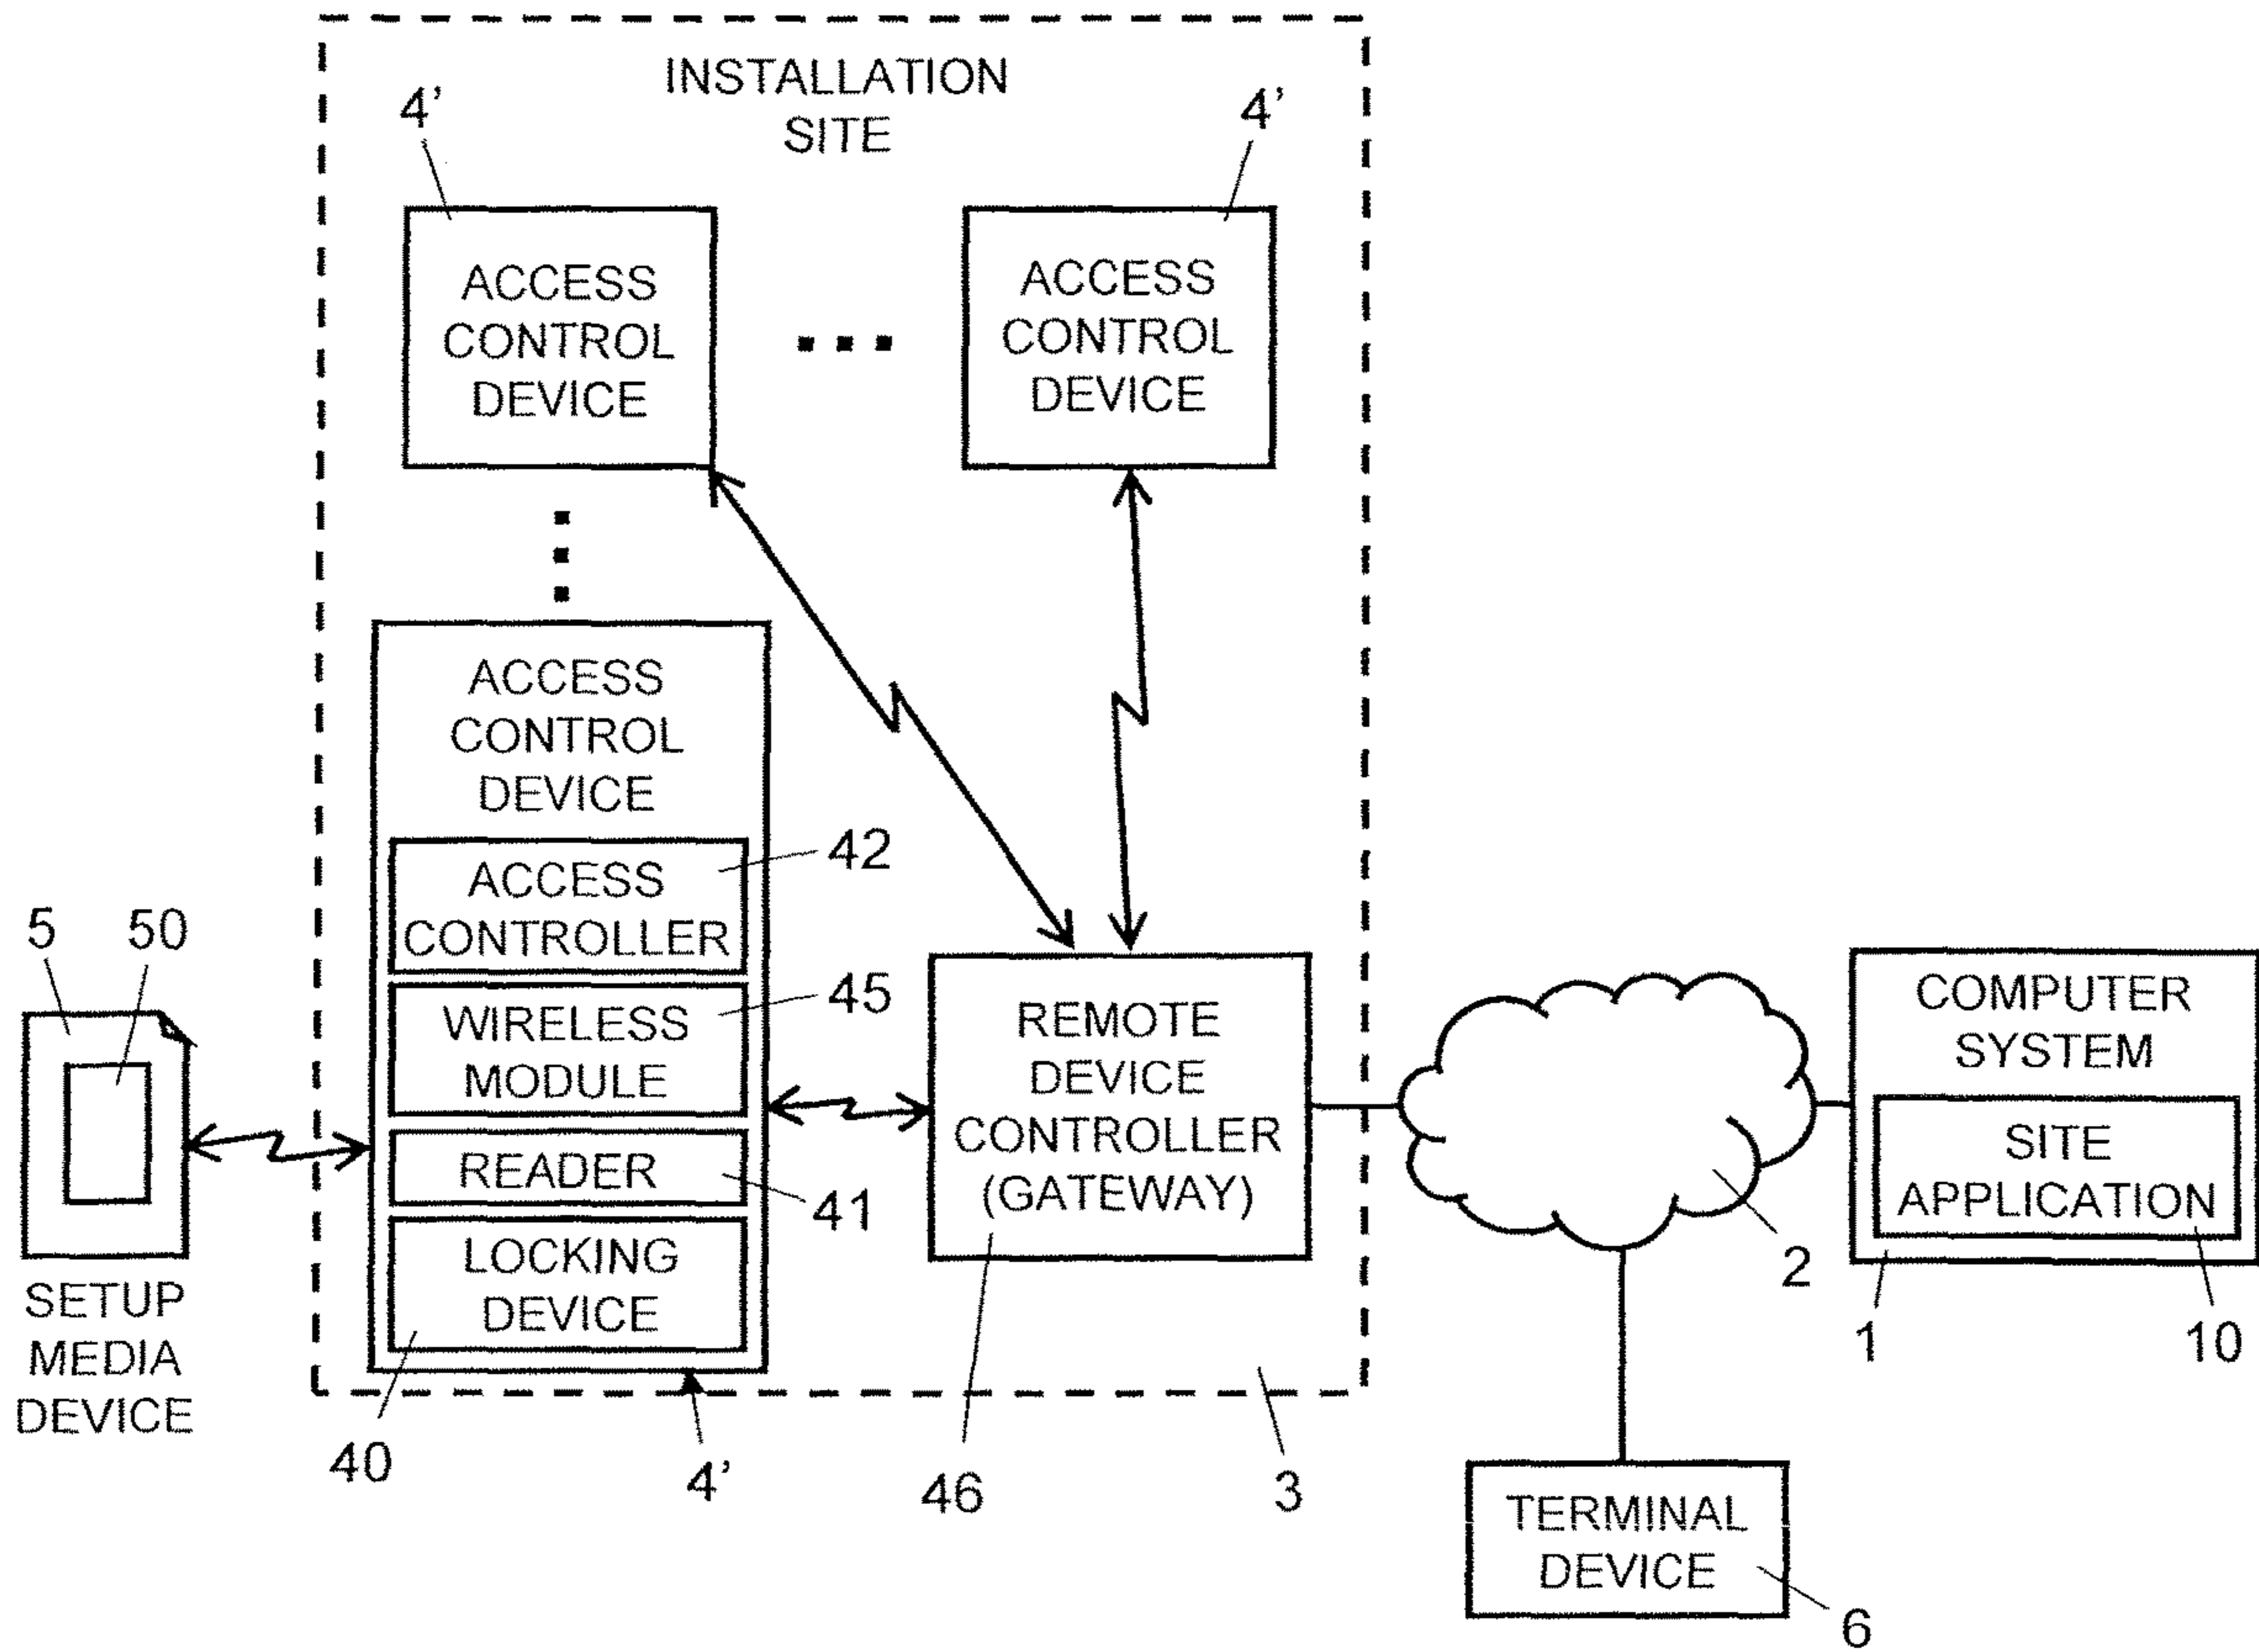 INSTALLATION
SITE
4’
4’
ACCESS
CONTROL
DEVICE
ACCESS
CONTROL
DEVICE
ACCESS
CONTROL
DEVICE
42
ACCESS
CONTROLLER
45
WIRELESS
MODULE
READER
41
LOCKING
DEVICE
40
4’
5
50
SETUP
MEDIA
DEVICE
REMOTE
DEVICE
CONTROLLER
(GATEWAY)
46
3
2
COMPUTER
SYSTEM
SITE
APPLICATION
1
10
TERMINAL
DEVICE
6